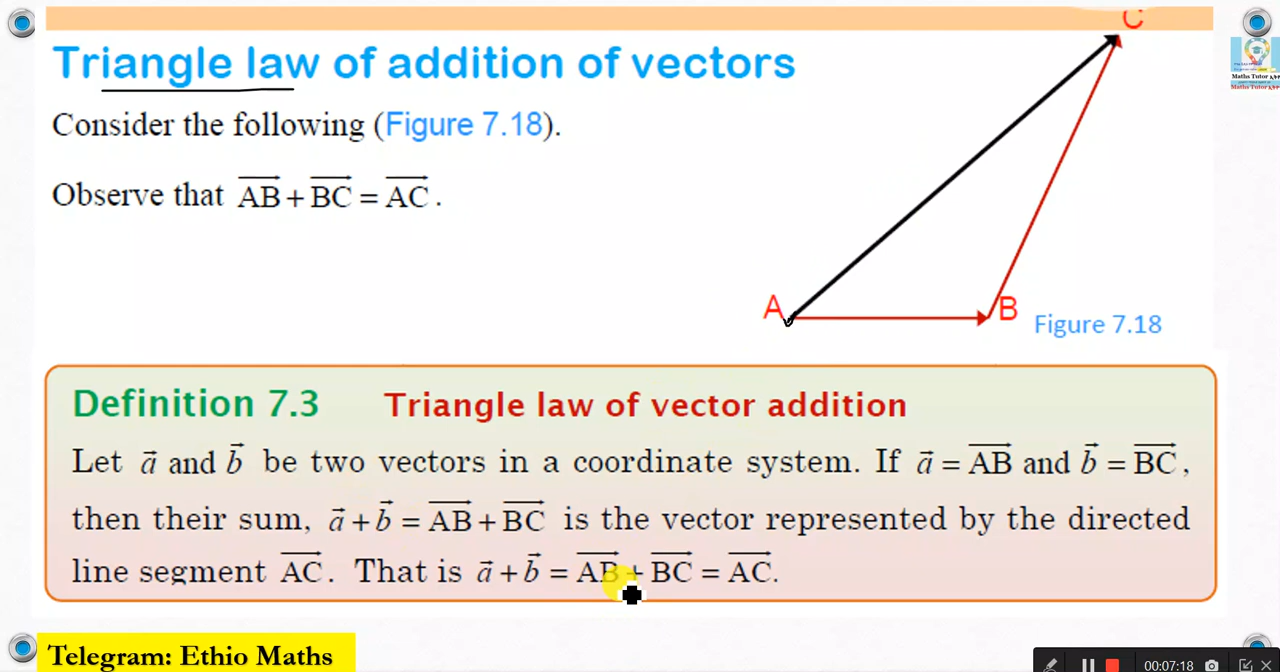 Triangle law of addition of vectors
Consider the following (Figure 7.18).
Observe that $\overrightarrow{AB} + \overrightarrow{BC} = \overrightarrow{AC}$.
C
A
B
Figure 7.18
Definition 7.3 Triangle law of vector addition
Let $\vec{a}$ and $\vec{b}$ be two vectors in a coordinate system. If $\vec{a} = \overrightarrow{AB}$ and $\vec{b} = \overrightarrow{BC}$,
then their sum, $\vec{a} + \vec{b} = \overrightarrow{AB} + \overrightarrow{BC}$ is the vector represented by the directed
line segment $\overrightarrow{AC}$. That is $\vec{a} + \vec{b} = \overrightarrow{AB} + \overrightarrow{BC} = \overrightarrow{AC}$.
Telegram: Ethio Maths
00:07:18